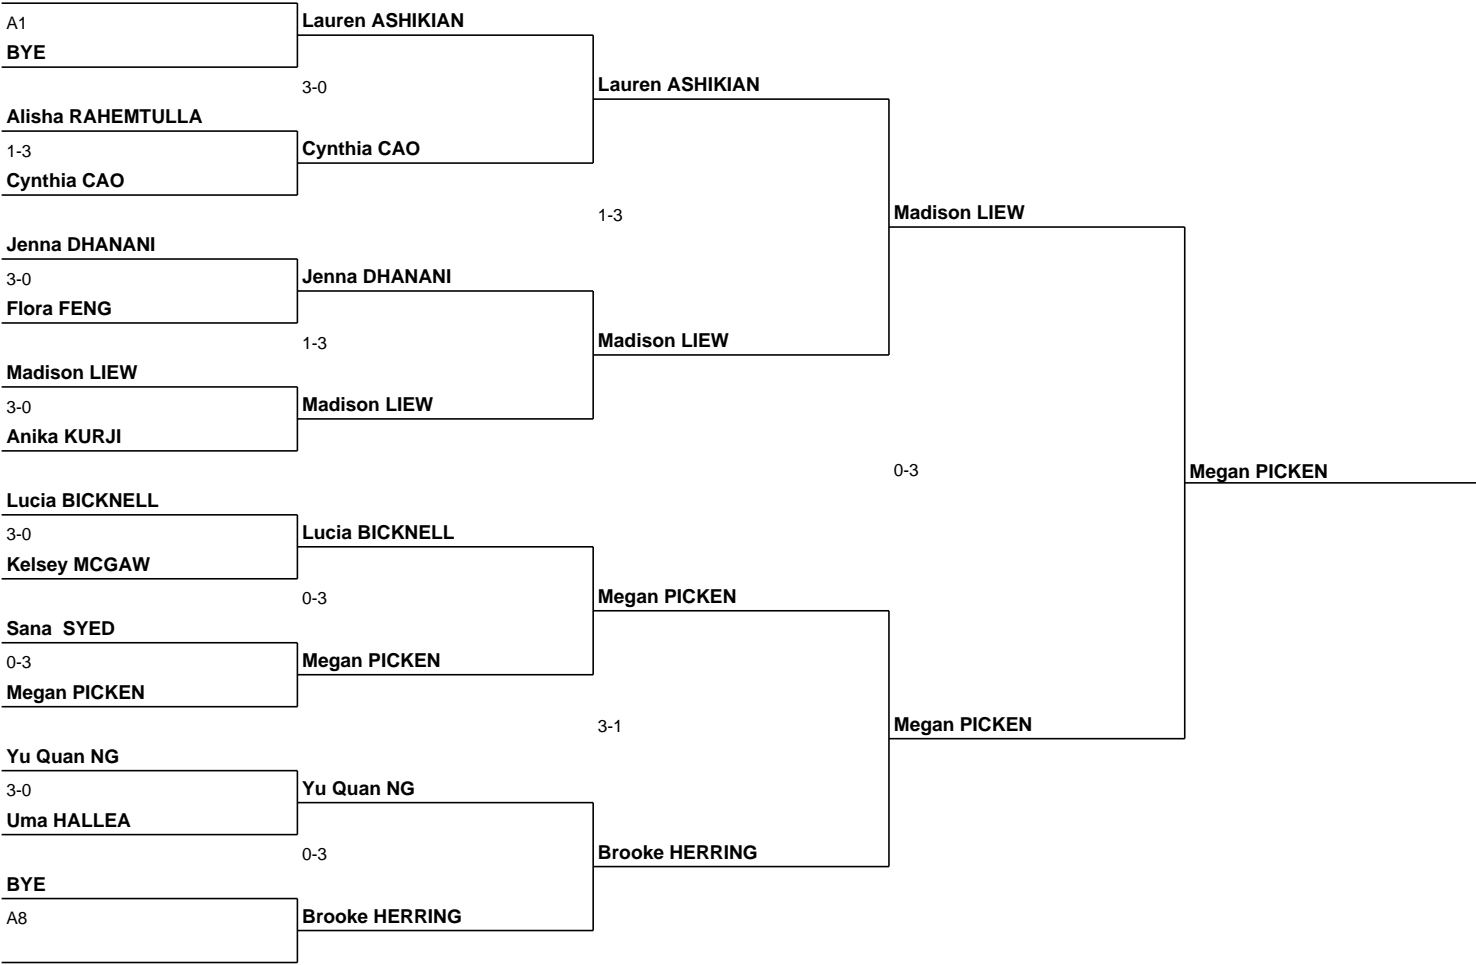 A1
BYE
Alisha RAHEMTULLA
1-3
Cynthia CAO
Jenna DHANANI
3-0
Flora FENG
Madison LIEW
3-0
Anika KURJI
Lucia BICKNELL
3-0
Kelsey MCGAW
Sana  SYED
0-3
Megan PICKEN
Yu Quan NG
3-0
Uma HALLEA
BYE
A8
Lauren ASHIKIAN
3-0
Cynthia CAO
Jenna DHANANI
1-3
Madison LIEW
Lucia BICKNELL
0-3
Megan PICKEN
Yu Quan NG
0-3
Brooke HERRING
Lauren ASHIKIAN
1-3
Madison LIEW
Megan PICKEN
3-1
Brooke HERRING
Madison LIEW
0-3
Megan PICKEN
Megan PICKEN